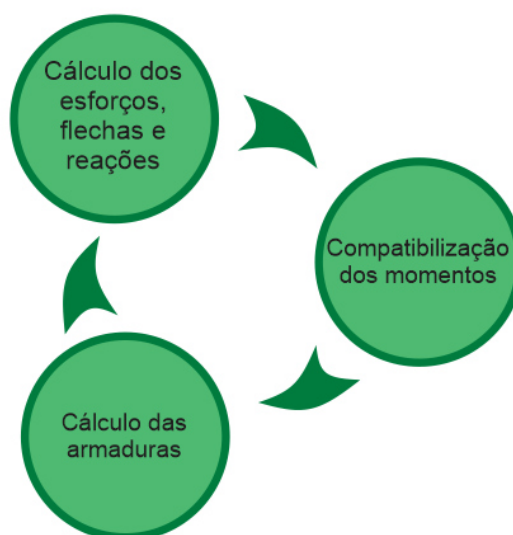 Cálculo dos
esforços,
flechas e
reações
Compatibilização
dos momentos
Cálculo das
armaduras